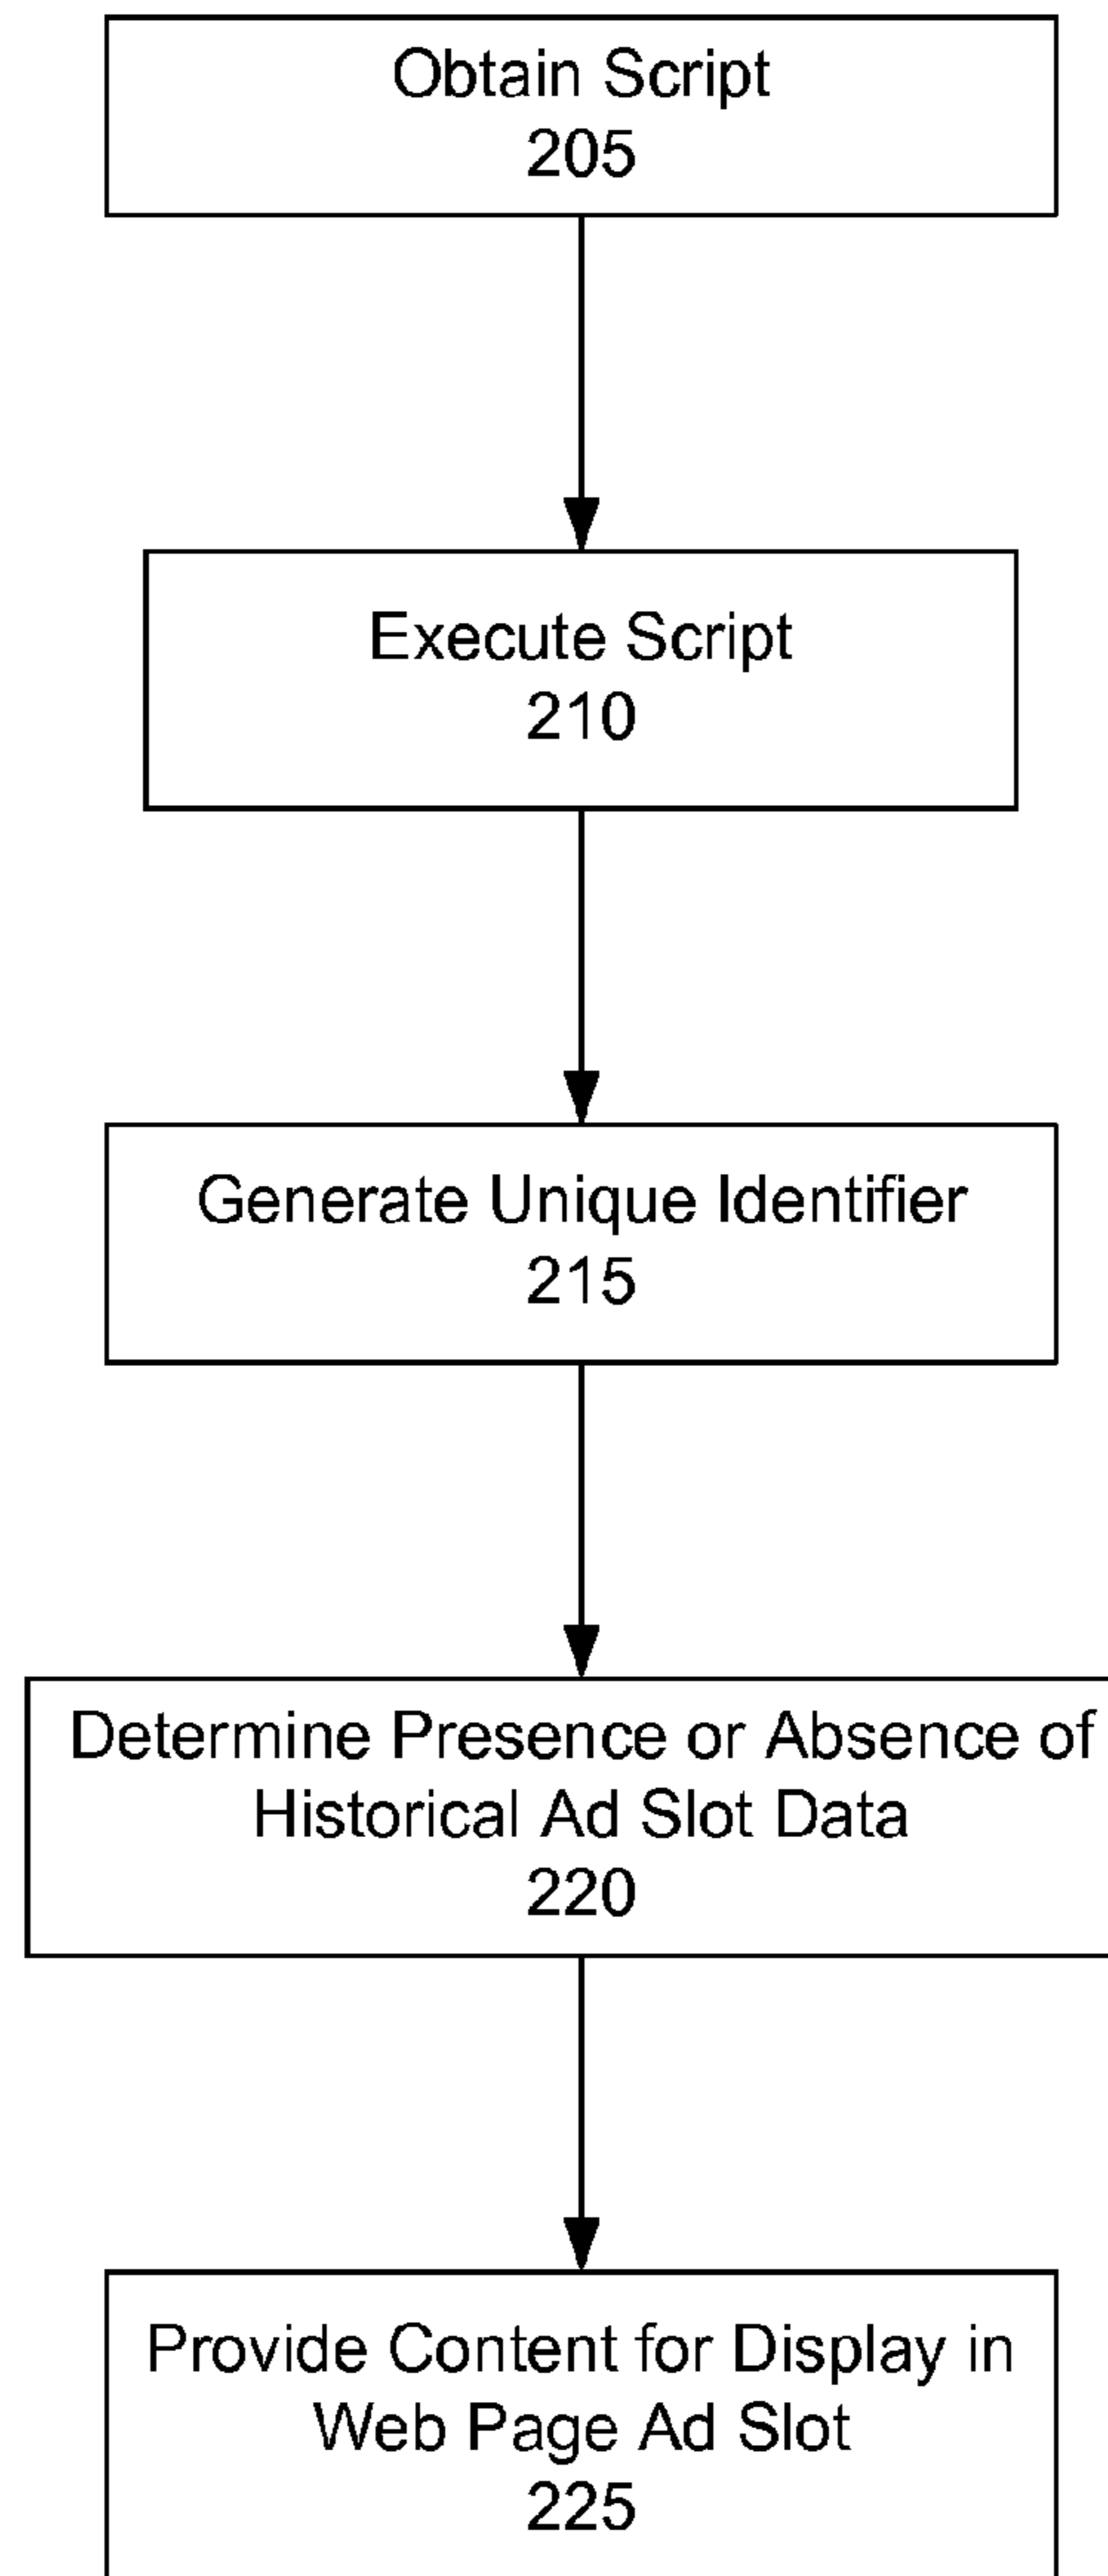 Obtain Script
205
Execute Script
210
Generate Unique Identifier
215
Determine Presence or Absence of
Historical Ad Slot Data
220
Provide Content for Display in
Web Page Ad Slot
225